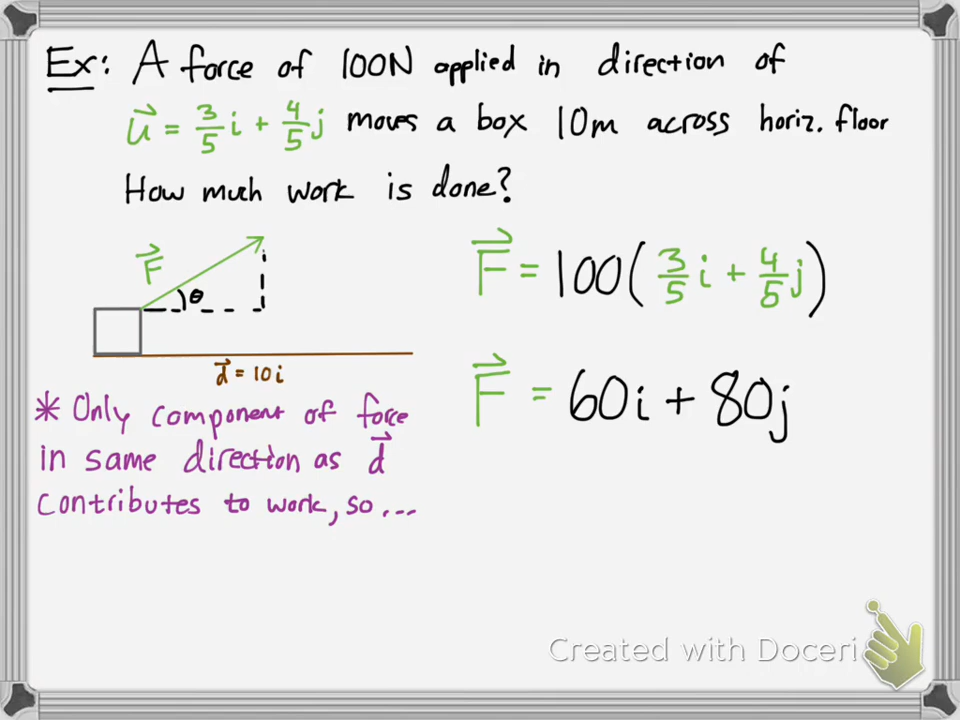 Ex: A force of 100N applied in direction of
u⃗ = 3/5 i + 4/5 j moves a box 10m across horiz. floor
How much work is done?
F⃗
θ
d⃗ = 10i
* Only component of force
in same direction as d⃗
contributes to work, so...
F⃗ = 100(3/5 i + 4/5 j)
F⃗ = 60i + 80j
Created with Doceri